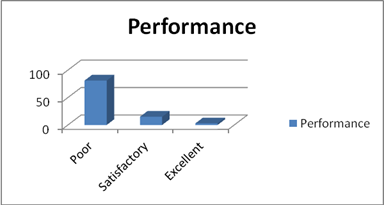 Performance
100
50
0
Poor
Satisfactory
Excellent
Performance